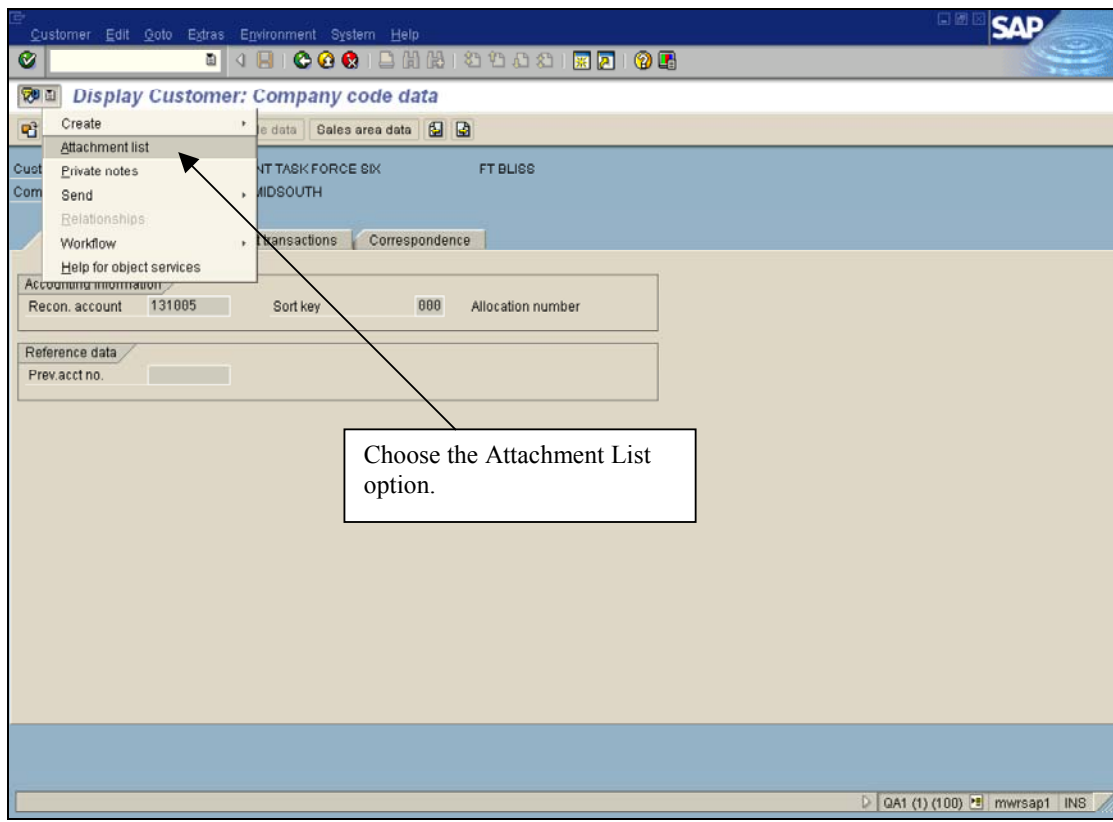 Customer Edit Goto Extras Environment System Help
SAP
Display Customer: Company code data
Create
Attachment list
Private notes
Send
Relationships
Workflow
Help for object services
data Sales area data
Cust NT TASK FORCE SIX FT BLISS
Com MIDSOUTH
transactions Correspondence
Accounting information
Recon. account 131005 Sort key 000 Allocation number
Reference data
Prev.acct no.
Choose the Attachment List
option.
QA1 (1) (100) mwrsap1 INS